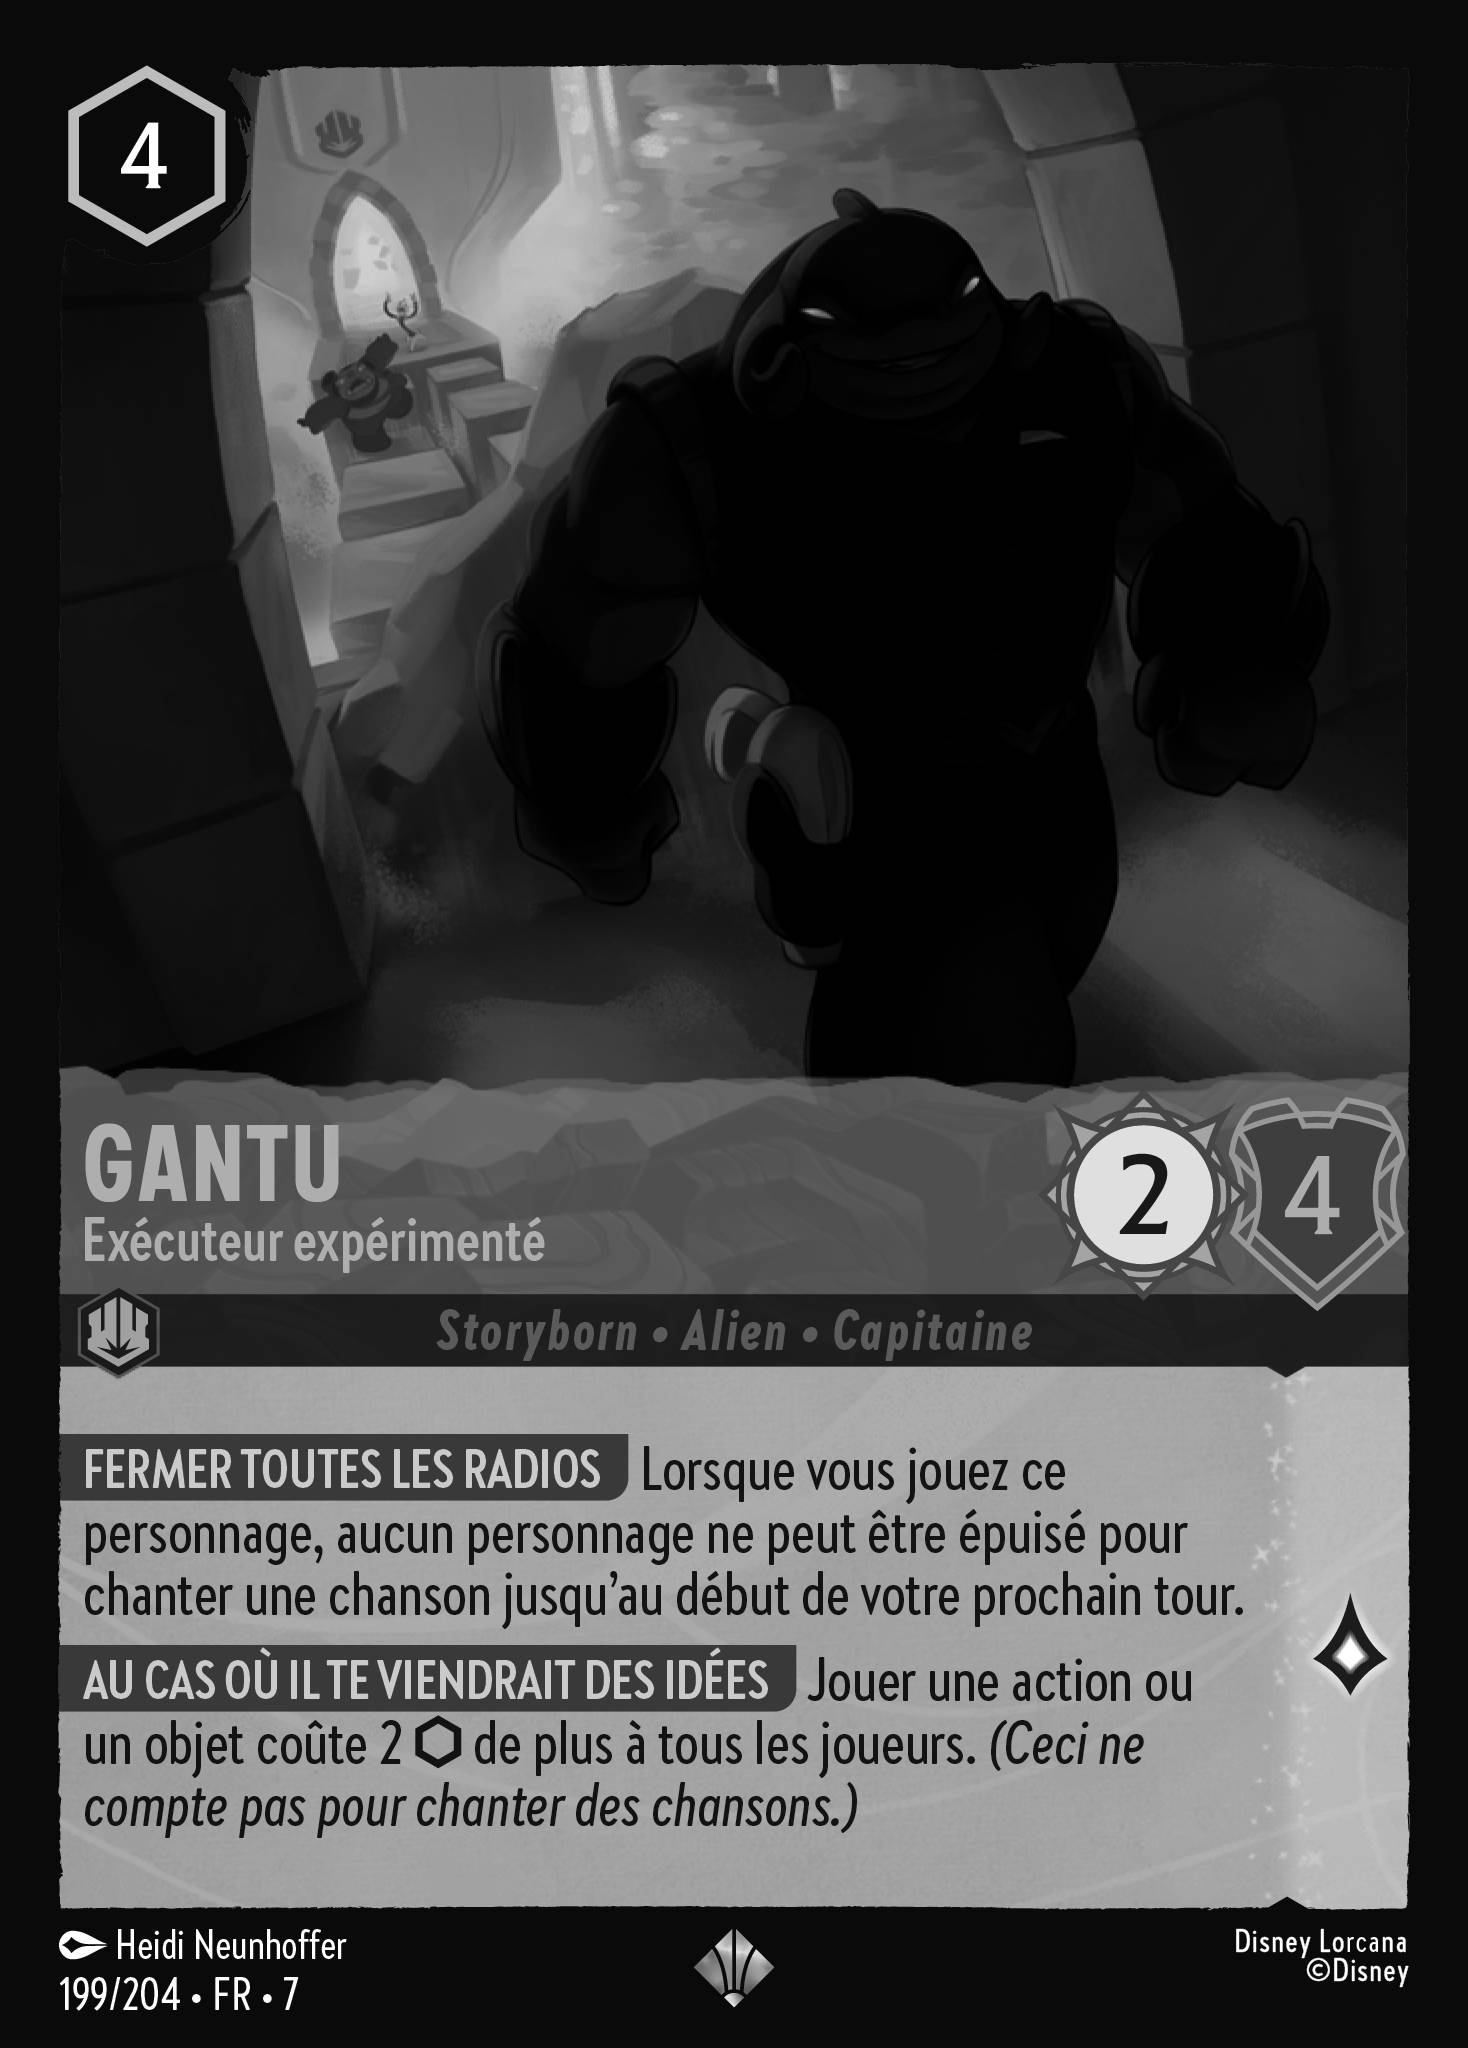 4
GANTU
Exécuteur expérimenté
2
4
Storyborn • Alien • Capitaine
FERMER TOUTES LES RADIOS Lorsque vous jouez ce
personnage, aucun personnage ne peut être épuisé pour
chanter une chanson jusqu’au début de votre prochain tour.
AU CAS OÙ IL TE VIENDRAIT DES IDÉES Jouer une action ou
un objet coûte 2 ⬡ de plus à tous les joueurs. (Ceci ne
compte pas pour chanter des chansons.)
Heidi Neunhoffer
199/204 • FR • 7
Disney Lorcana
©Disney